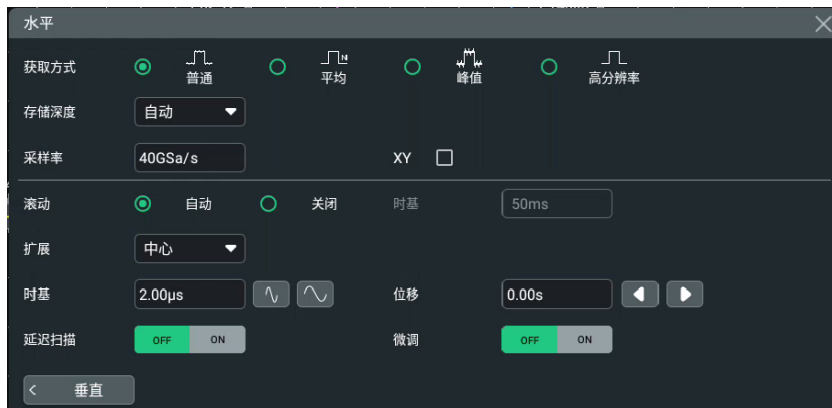 水平
获取方式 普通 平均 峰值 高分辨率
存储深度 自动
采样率 40GSa/s XY
滚动 自动 关闭 时基 50ms
扩展 中心
时基 2.00µs 位移 0.00s
延迟扫描 OFF ON 微调 OFF ON
< 垂直